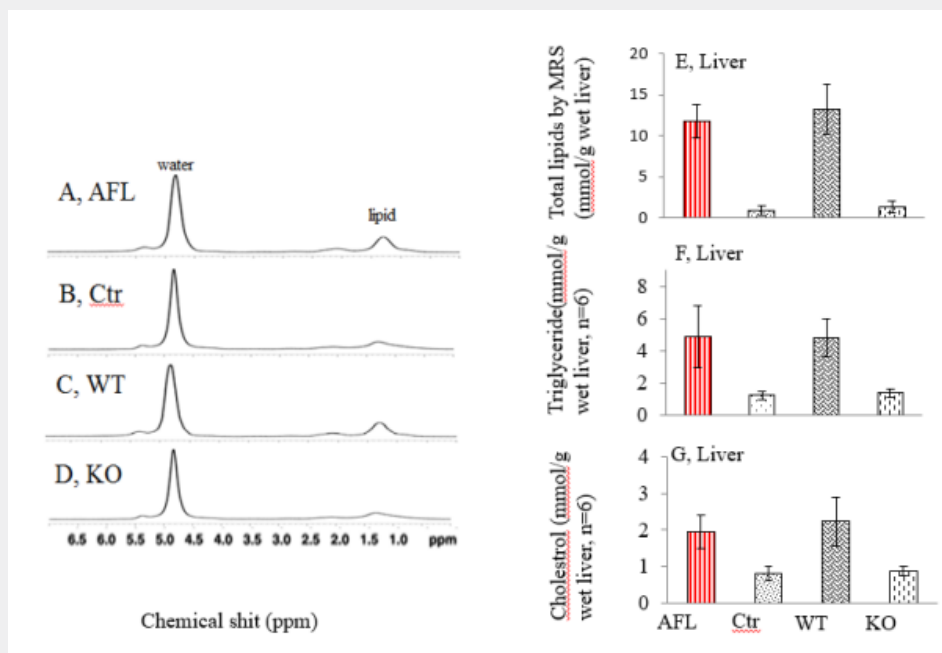 water
A, AFL
lipid
B, Ctr
C, WT
D, KO
6.5 6.0 5.5 5.0 4.5 4.0 3.5 3.0 2.5 2.0 1.5 1.0 ppm
Chemical shit (ppm)
Total lipids by MRS
(mmol/g wet liver)
E, Liver
20
15
10
5
0
Triglyceride(mmol/g
wet liver, n=6)
F, Liver
8
6
4
2
0
Cholestrol (mmol/g
wet liver, n=6)
G, Liver
4
3
2
1
0
AFL Ctr WT KO